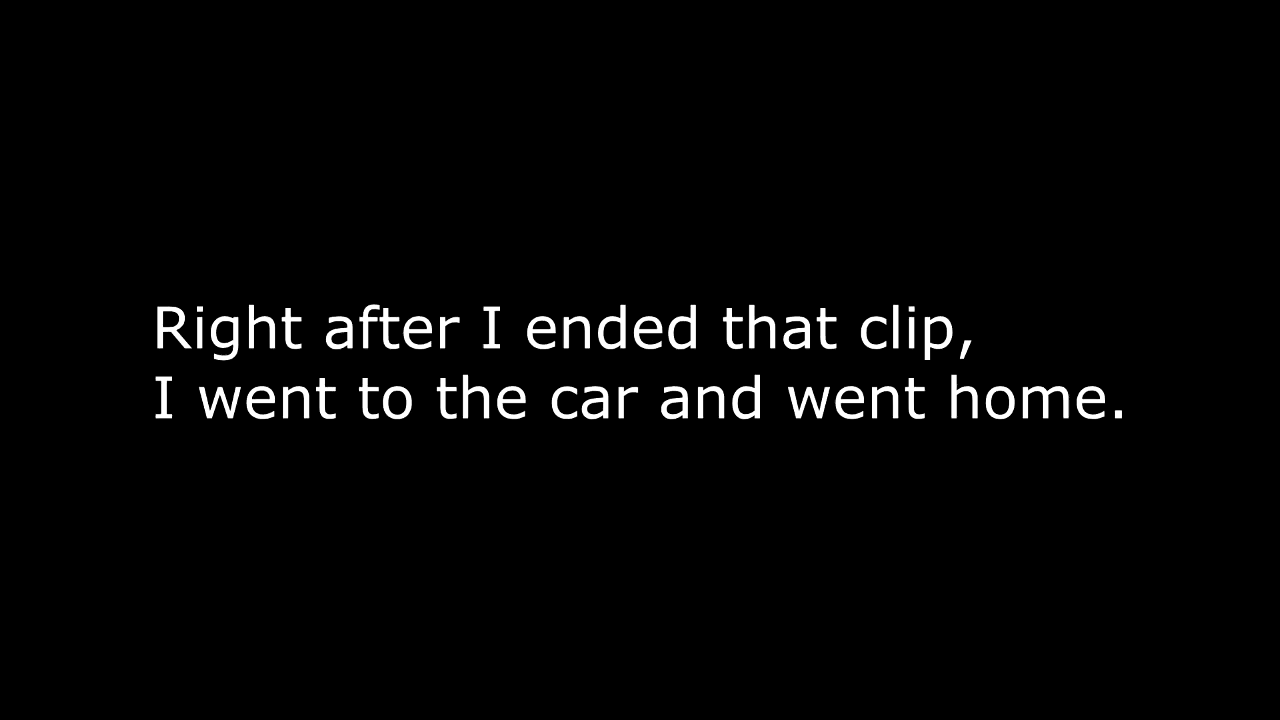 Right after I ended that clip,
I went to the car and went home.